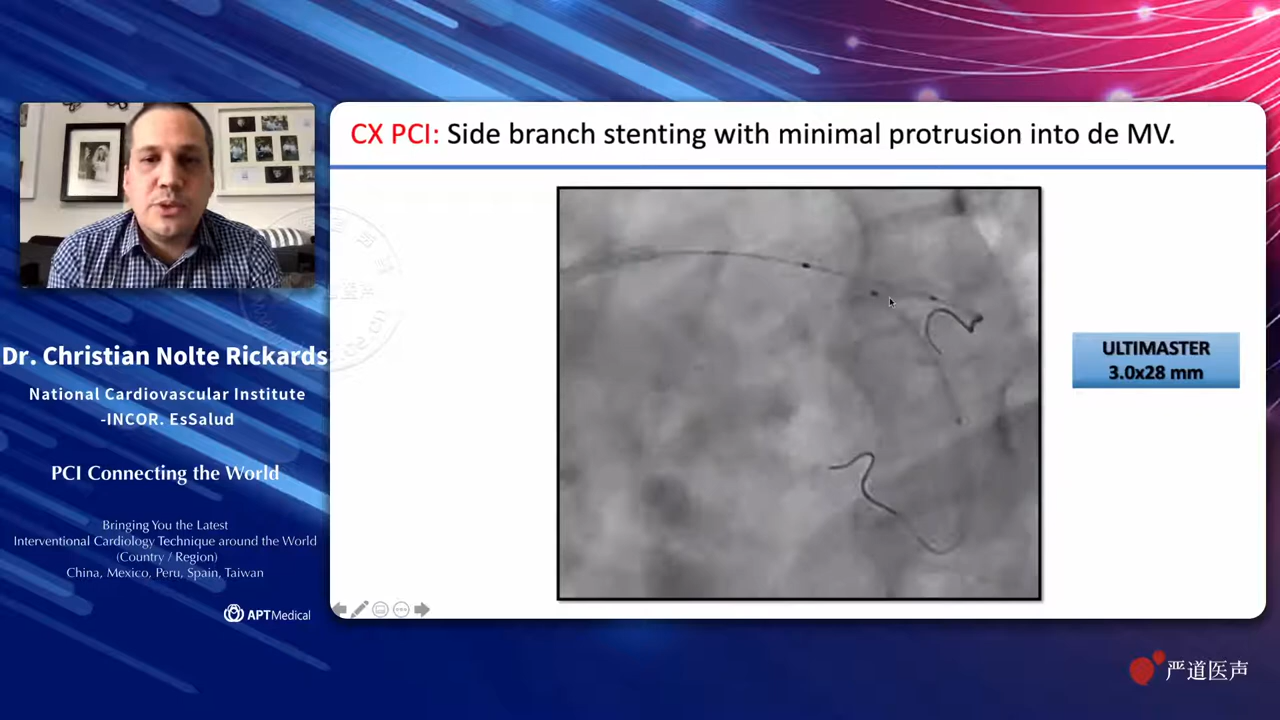 CX PCI: Side branch stenting with minimal protrusion into de MV.
ULTIMASTER
3.0x28 mm
Dr. Christian Nolte Rickards
National Cardiovascular Institute
-INCOR. EsSalud
PCI Connecting the World
Bringing You the Latest
Interventional Cardiology Technique around the World
(Country / Region)
China, Mexico, Peru, Spain, Taiwan
APTMedical
严道医声